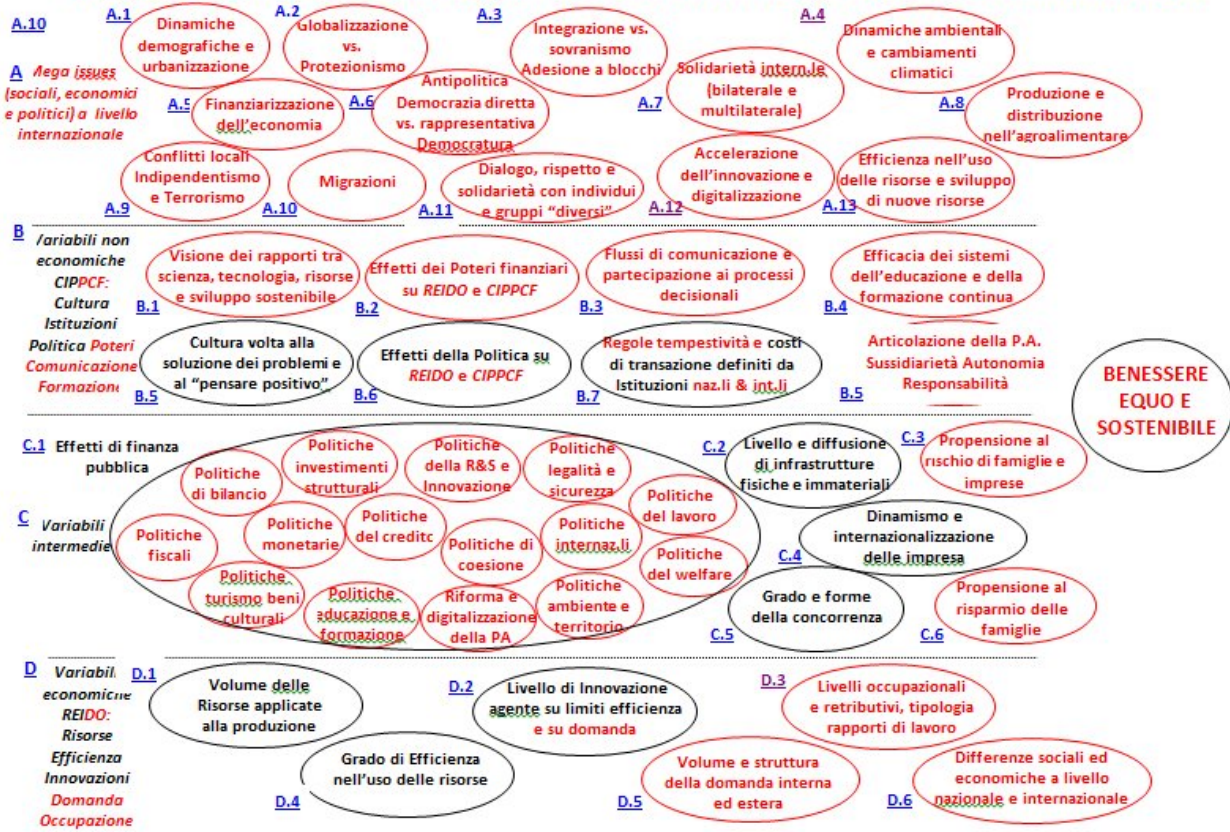 A.10
A.1
Dinamiche
demografiche e
urbanizzazione
A.2
Globalizzazione
vs.
Protezionismo
A.3
Integrazione vs.
sovranismo
Adesione a blocchi
A.4
Dinamiche ambientali
e cambiamenti
climatici
A
Mega issues
(sociali, economici
e politici) a livello
internazionale
A.5
Finanziarizzazione
dell'economia
A.6
Antipolitica
Democrazia diretta
vs. rappresentativa
Democratura
A.7
Solidarietà intern.le
(bilaterale e
multilaterale)
A.8
Produzione e
distribuzione
nell'agroalimentare
A.9
Conflitti locali
Indipendentismo
e Terrorismo
A.10
Migrazioni
A.11
Dialogo, rispetto e
solidarietà con individui
e gruppi "diversi"
A.12
Accelerazione
dell'innovazione e
digitalizzazione
A.13
Efficienza nell'uso
delle risorse e sviluppo
di nuove risorse
B
Variabili non
economiche
CIPPCF:
Cultura
Istituzioni
Politica Poteri
Comunicazione
Formazione
B.1
Visione dei rapporti tra
scienza, tecnologia, risorse
e sviluppo sostenibile
B.2
Effetti dei Poteri finanziari
su REIDO e CIPPCF
B.3
Flussi di comunicazione e
partecipazione ai processi
decisionali
B.4
Efficacia dei sistemi
dell'educazione e della
formazione continua
B.5
Cultura volta alla
soluzione dei problemi e
al "pensare positivo"
B.6
Effetti della Politica su
REIDO e CIPPCF
B.7
Regole tempestività e costi
di transazione definiti da
Istituzioni naz.li & int.li
B.5
Articolazione della P.A.
Sussidiarietà Autonomia
Responsabilità
BENESSERE
EQUO E
SOSTENIBILE
C
Variabili
intermedie
C.1 Effetti di finanza
pubblica
Politiche
di bilancio
Politiche
investimenti
strutturali
Politiche
della R&S e
Innovazione
Politiche
legalità e
sicurezza
Politiche
del lavoro
Politiche
fiscali
Politiche
monetarie
Politiche
del credito
Politiche di
coesione
Politiche
internaz.li
Politiche
del welfare
Politiche
turismo beni
culturali
Politiche
educazione e
formazione
Riforma e
digitalizzazione
della PA
Politiche
ambiente e
territorio
C.2
Livello e diffusione
di infrastrutture
fisiche e immateriali
C.3
Propensione al
rischio di famiglie e
imprese
C.4
Dinamismo e
internazionalizzazione
delle impresa
C.5
Grado e forme
della concorrenza
C.6
Propensione al
risparmio delle
famiglie
D
Variabili
economiche
REIDO:
Risorse
Efficienza
Innovazioni
Domanda
Occupazione
D.1
Volume delle
Risorse applicate
alla produzione
D.2
Livello di Innovazione
agente su limiti efficienza
e su domanda
D.3
Livelli occupazionali
e retributivi, tipologia
rapporti di lavoro
D.4
Grado di Efficienza
nell'uso delle risorse
D.5
Volume e struttura
della domanda interna
ed estera
D.6
Differenze sociali ed
economiche a livello
nazionale e internazionale